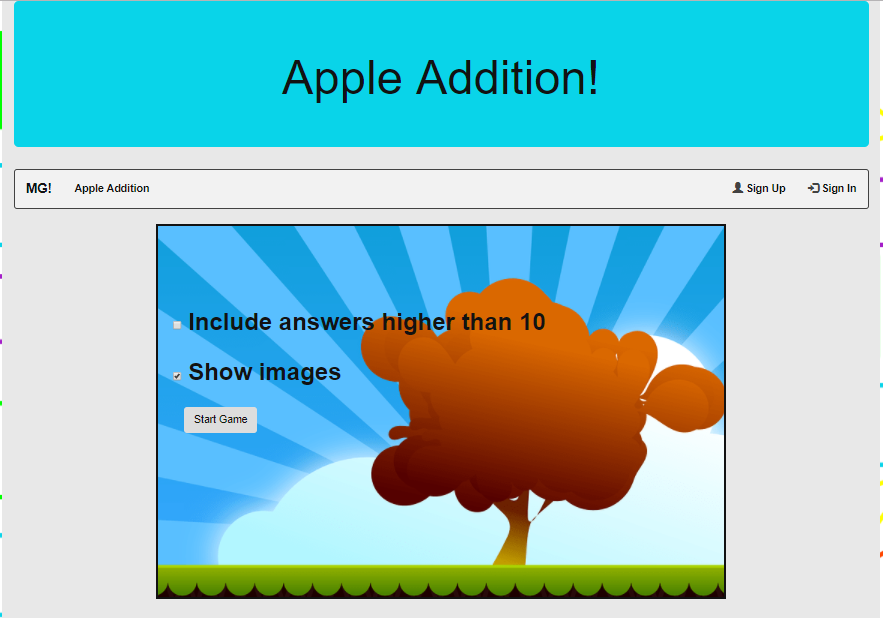 Apple Addition!
MG! Apple Addition Sign Up Sign In
Include answers higher than 10
Show images
Start Game